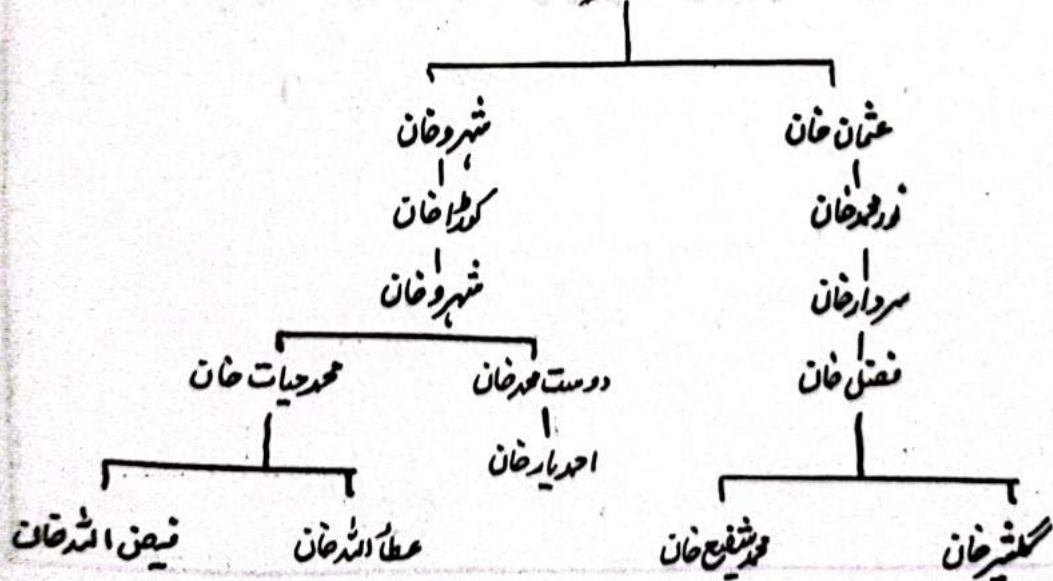 عثمان خان شہرو خان
نور محمد خان کوڑا خان
سردار خان شہرو خان
فضل خان دوست محمد خان محمد حیات خان
احمد یار خان
گلشیر خان محمد شفیع خان عطأ اللہ خان فیض اللہ خان